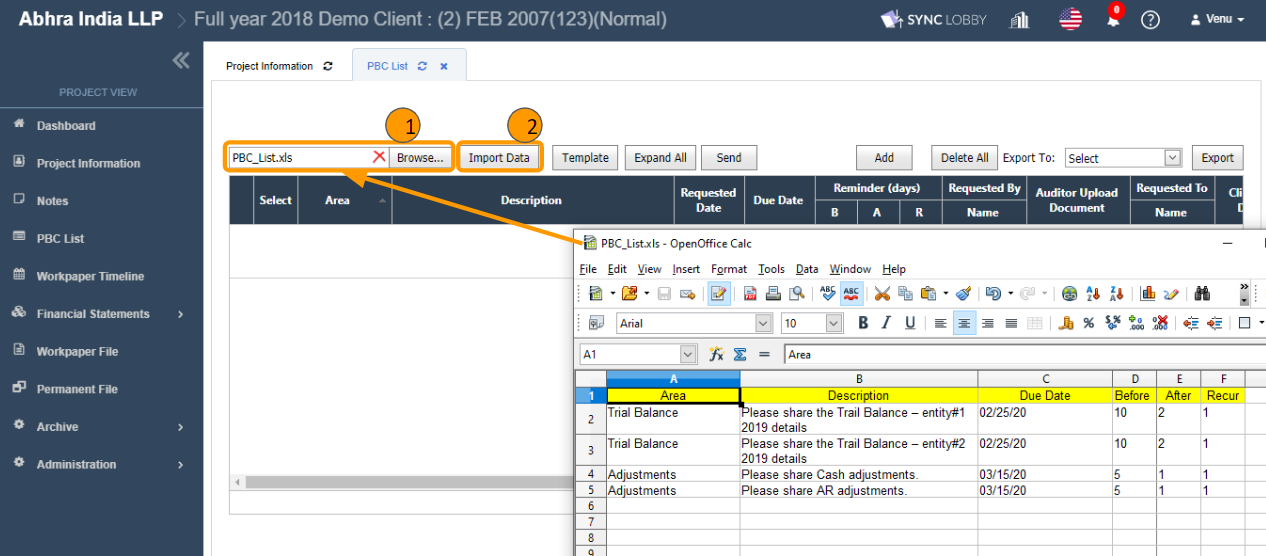 Abhra India LLP > Full year 2018 Demo Client : (2) FEB 2007(123)(Normal)
SYNC LOBBY
0
Venu
PROJECT VIEW
Dashboard
Project Information
Notes
PBC List
Workpaper Timeline
Financial Statements
Workpaper File
Permanent File
Archive
Administration
Project Information
PBC List
1
2
PBC_List.xls
Browse...
Import Data
Template
Expand All
Send
Add
Delete All
Export To:
Select
Export
Select
Area
Description
Requested
Date
Due Date
Reminder (days)
B A R
Requested By
Name
Auditor Upload
Document
Requested To
Name
Cli
PBC_List.xls - OpenOffice Calc
File Edit View Insert Format Tools Data Window Help
Arial
10
B I U
A1
Area
A B C D E F
1 Area Description Due Date Before After Recur
2 Trial Balance Please share the Trail Balance – entity#1 02/25/20 10 2 1
2019 details
3 Trial Balance Please share the Trail Balance – entity#2 02/25/20 10 2 1
2019 details
4 Adjustments Please share Cash adjustments. 03/15/20 5 1 1
5 Adjustments Please share AR adjustments. 03/15/20 5 1 1
6
7
8
9